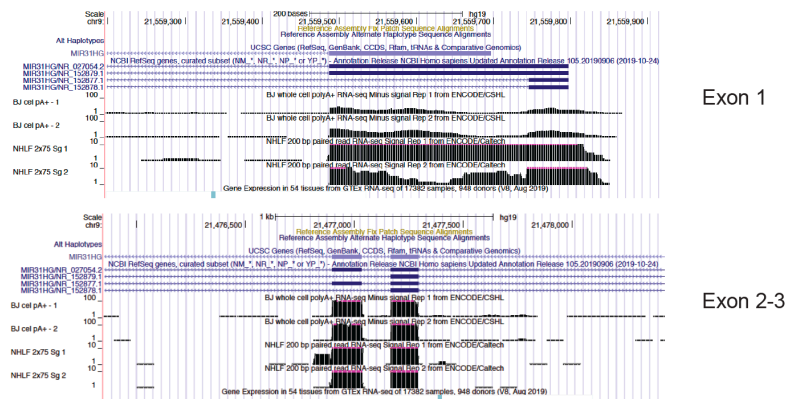 Scale 200 bases hg19
chr9: 21,559,300 21,559,400 21,559,500 21,559,600 21,559,700 21,559,800 21,559,900
Reference Assembly Fix Patch Sequence Alignments
Reference Assembly Alternate Haplotype Sequence Alignments
Alt Haplotypes
UCSC Genes (RefSeq, GenBank, CCDS, Rfam, tRNAs & Comparative Genomics)
MIR31HG
NCBI RefSeq genes, curated subset (NM_*, NR_*, NP_* or YP_*) - Annotation Release NCBI Homo sapiens Updated Annotation Release 105.20190906 (2019-10-24)
MIR31HG/NR_027054.2
MIR31HG/NR_152879.1
MIR31HG/NR_152877.1
MIR31HG/NR_152878.1
Exon 1
100 BJ whole cell polyA+ RNA-seq Minus signal Rep 1 from ENCODE/CSHL
BJ cel pA+ - 1
1
100 BJ whole cell polyA+ RNA-seq Minus signal Rep 2 from ENCODE/CSHL
BJ cel pA+ - 2
1
10 NHLF 200 bp paired read RNA-seq Signal Rep 1 from ENCODE/Caltech
NHLF 2x75 Sg 1
1
10 NHLF 200 bp paired read RNA-seq Signal Rep 2 from ENCODE/Caltech
NHLF 2x75 Sg 2
1
Gene Expression in 54 tissues from GTEx RNA-seq of 17382 samples, 948 donors (V8, Aug 2019)
Scale 1 kb hg19
chr9: 21,476,500 21,477,000 21,477,500 21,478,000
Reference Assembly Fix Patch Sequence Alignments
Reference Assembly Alternate Haplotype Sequence Alignments
Alt Haplotypes
UCSC Genes (RefSeq, GenBank, CCDS, Rfam, tRNAs & Comparative Genomics)
MIR31HG
NCBI RefSeq genes, curated subset (NM_*, NR_*, NP_* or YP_*) - Annotation Release NCBI Homo sapiens Updated Annotation Release 105.20190906 (2019-10-24)
MIR31HG/NR_027054.2
MIR31HG/NR_152879.1
MIR31HG/NR_152877.1
MIR31HG/NR_152878.1
Exon 2-3
100 BJ whole cell polyA+ RNA-seq Minus signal Rep 1 from ENCODE/CSHL
BJ cel pA+ - 1
1
100 BJ whole cell polyA+ RNA-seq Minus signal Rep 2 from ENCODE/CSHL
BJ cel pA+ - 2
1
10 NHLF 200 bp paired read RNA-seq Signal Rep 1 from ENCODE/Caltech
NHLF 2x75 Sg 1
1
10 NHLF 200 bp paired read RNA-seq Signal Rep 2 from ENCODE/Caltech
NHLF 2x75 Sg 2
1
Gene Expression in 54 tissues from GTEx RNA-seq of 17382 samples, 948 donors (V8, Aug 2019)